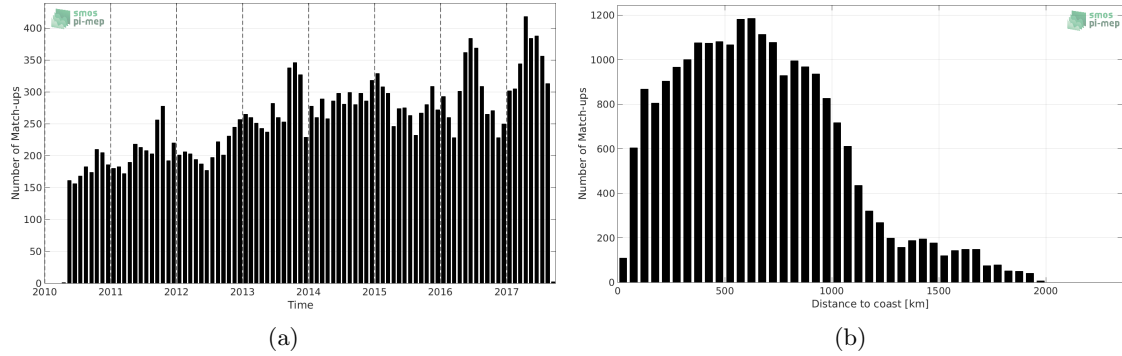 smos
pi-mep
400
350
300
250
200
150
100
50
0
Number of Match-ups
2010 2011 2012 2013 2014 2015 2016 2017
Time
(a)
smos
pi-mep
1200
1000
800
600
400
200
0
Number of Match-ups
0 500 1000 1500 2000
Distance to coast [km]
(b)